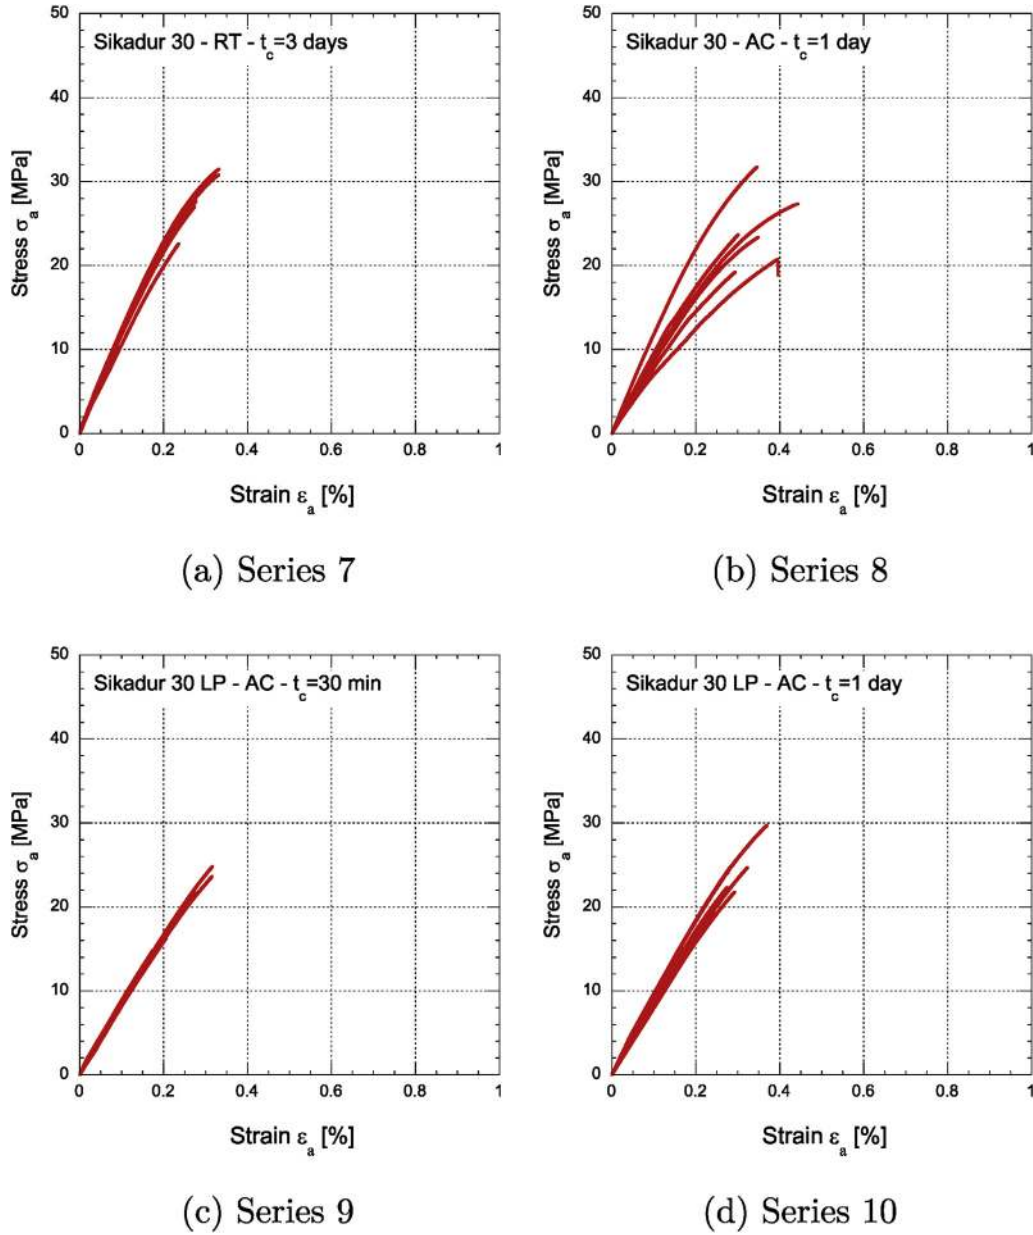 50
Sikadur 30 - RT - t_c=3 days
40
30
20
10
0
Stress σ_a [MPa]
0 0.2 0.4 0.6 0.8 1
Strain ε_a [%]
(a) Series 7
50
Sikadur 30 - AC - t_c=1 day
40
30
20
10
0
Stress σ_a [MPa]
0 0.2 0.4 0.6 0.8 1
Strain ε_a [%]
(b) Series 8
50
Sikadur 30 LP - AC - t_c=30 min
40
30
20
10
0
Stress σ_a [MPa]
0 0.2 0.4 0.6 0.8 1
Strain ε_a [%]
(c) Series 9
50
Sikadur 30 LP - AC - t_c=1 day
40
30
20
10
0
Stress σ_a [MPa]
0 0.2 0.4 0.6 0.8 1
Strain ε_a [%]
(d) Series 10